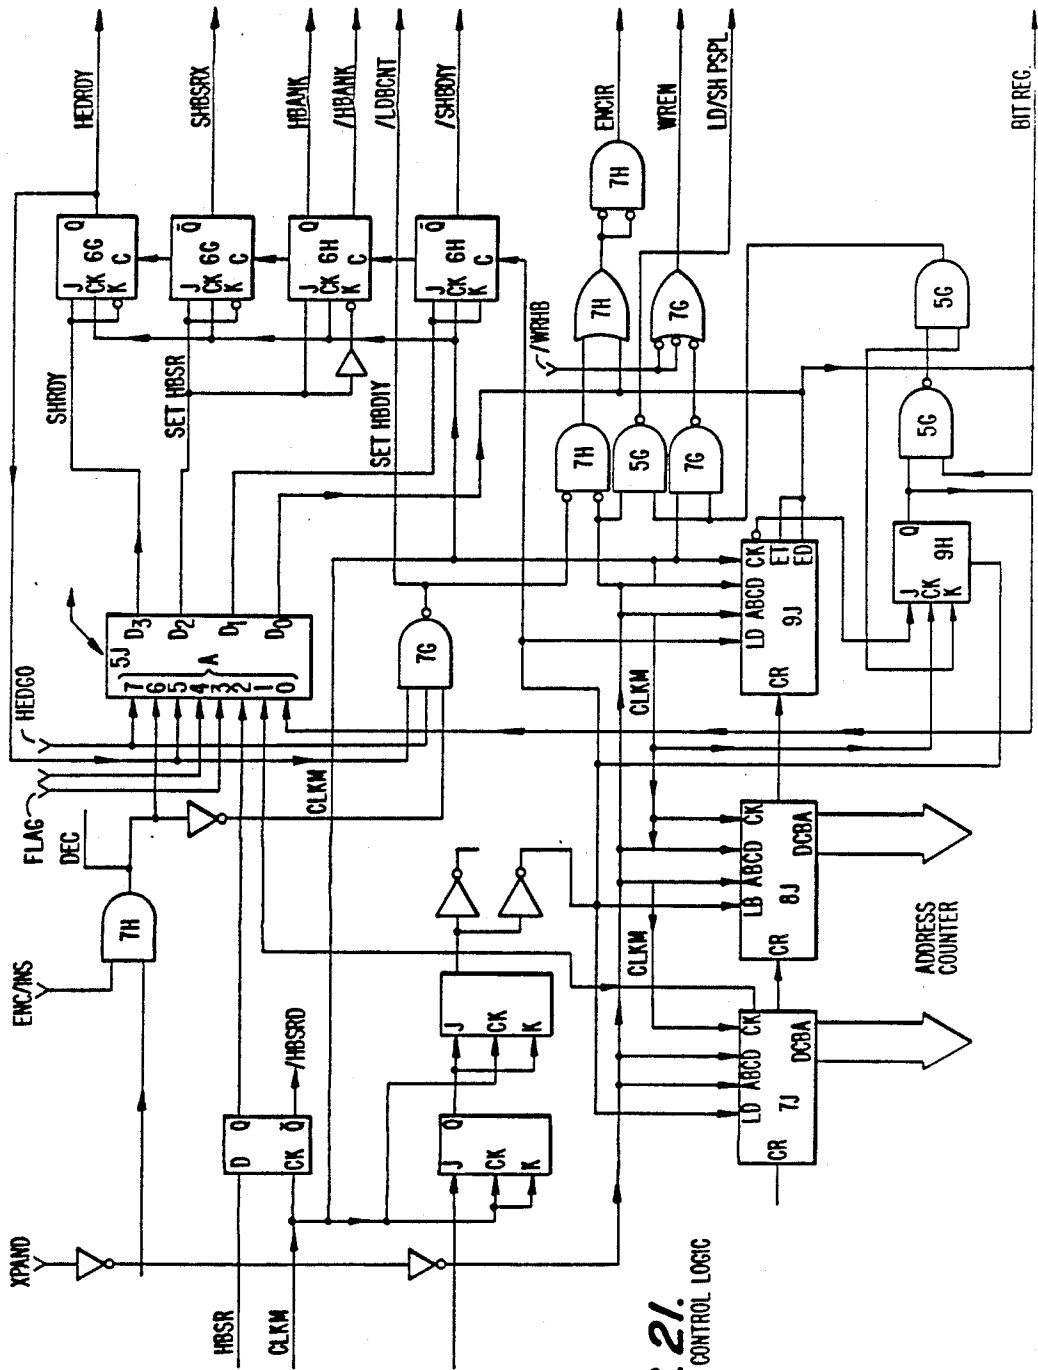 HEDRDY
SHBSRX
HBANK
/HBANK
/LDBCNT
/SHBDIY
ENCIR
WREN
LD/SH PSPL
BIT REG.
J Q
CK 6G
K C
J Q̄
CK 6G
K C
J Q
CK 6H
K C
J Q̄
CK 6H
K C
7H
SHRDY
SET HBSR
SET HBDIY
/WRHB
7H
7G
5G
7H
5G
7G
5G
HEDGO
FLAG
DEC
ENC/INS
XPAND
5J
D3
D2
D1
D0
A
7
6
5
4
3
2
1
0
7H
7G
CLKM
CLKM
CLKM
HBSR
CLKM
D Q
CK Q̄
/HBSRD
J Q
CK
K
J
CK
K
LD ABCD CK
ET
ED
9J
CR
J Q
CK 9H
K
LB ABCD CK
8J
CR
DCBA
LD ABCD CK
7J
CR
DCBA
ADDRESS
COUNTER
21.
CONTROL LOGIC